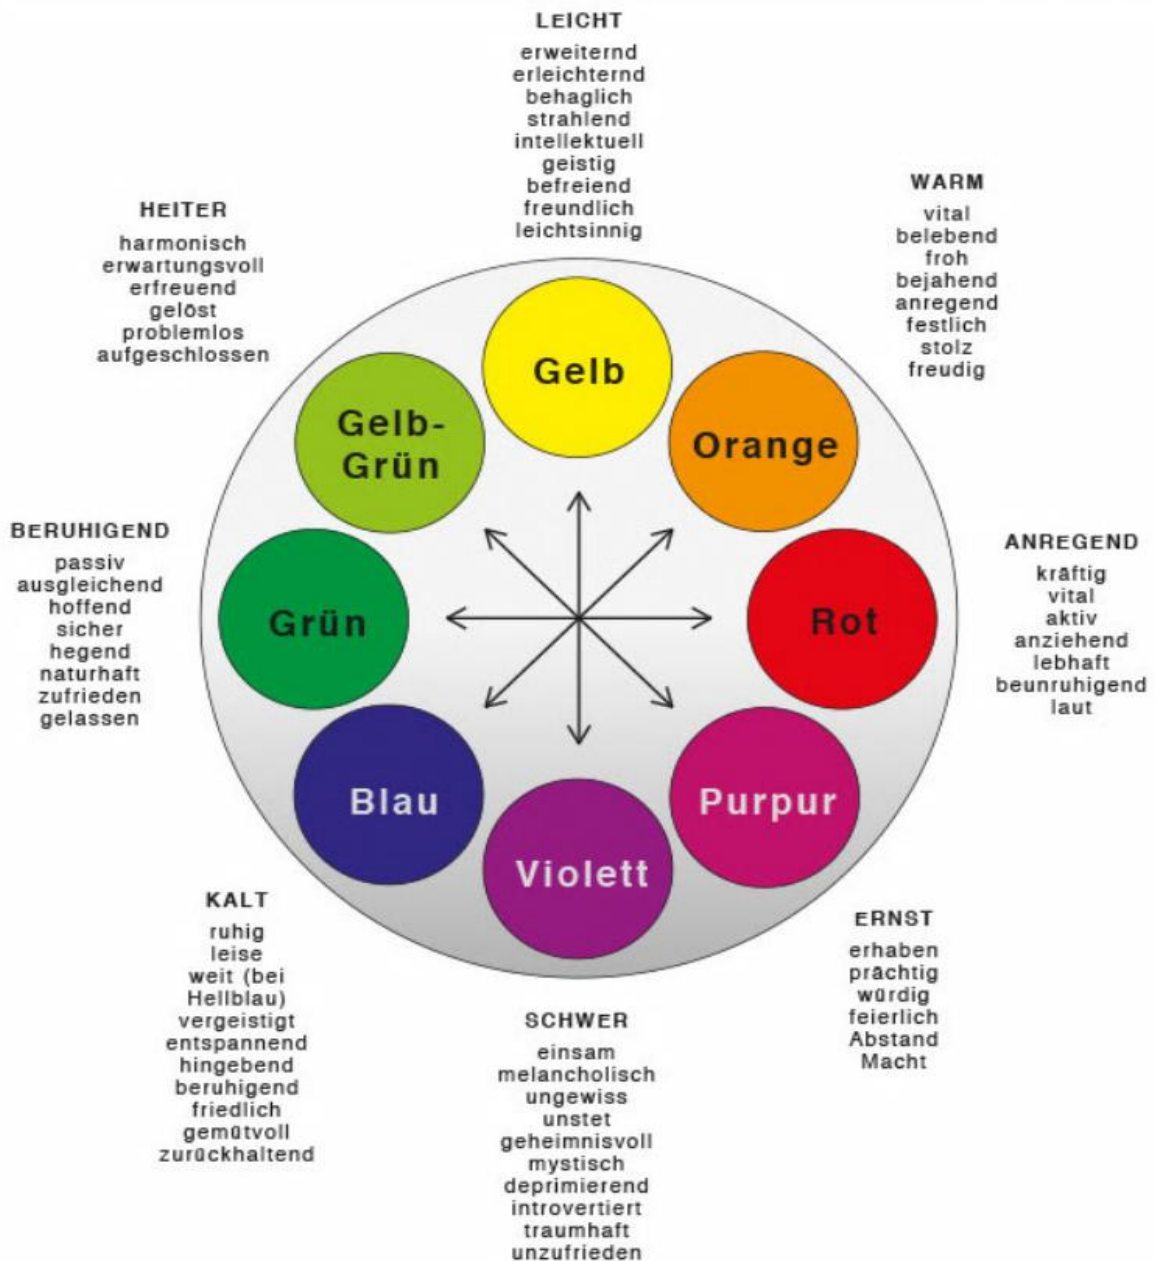 LEICHT
erweiternd
erleichternd
behaglich
strahlend
intellektuell
geistig
befreiend
freundlich
leichtsinnig
WARM
vital
belebend
froh
bejahend
anregend
festlich
stolz
freudig
HEITER
harmonisch
erwartungsvoll
erfreuend
gelöst
problemlos
aufgeschlossen
Gelb
Gelb-
Grün
Orange
BERUHIGEND
passiv
ausgleichend
hoffend
sicher
hegend
naturhaft
zufrieden
gelassen
Grün
Rot
ANREGEND
kräftig
vital
aktiv
anziehend
lebhaft
beunruhigend
laut
Blau
Violett
Purpur
KALT
ruhig
leise
weit (bei
Hellblau)
vergeistigt
entspannend
hingebend
beruhigend
friedlich
gemütvoll
zurückhaltend
SCHWER
einsam
melancholisch
ungewiss
unstet
geheimnisvoll
mystisch
deprimierend
introvertiert
traumhaft
unzufrieden
ERNST
erhaben
prächtig
würdig
feierlich
Abstand
Macht